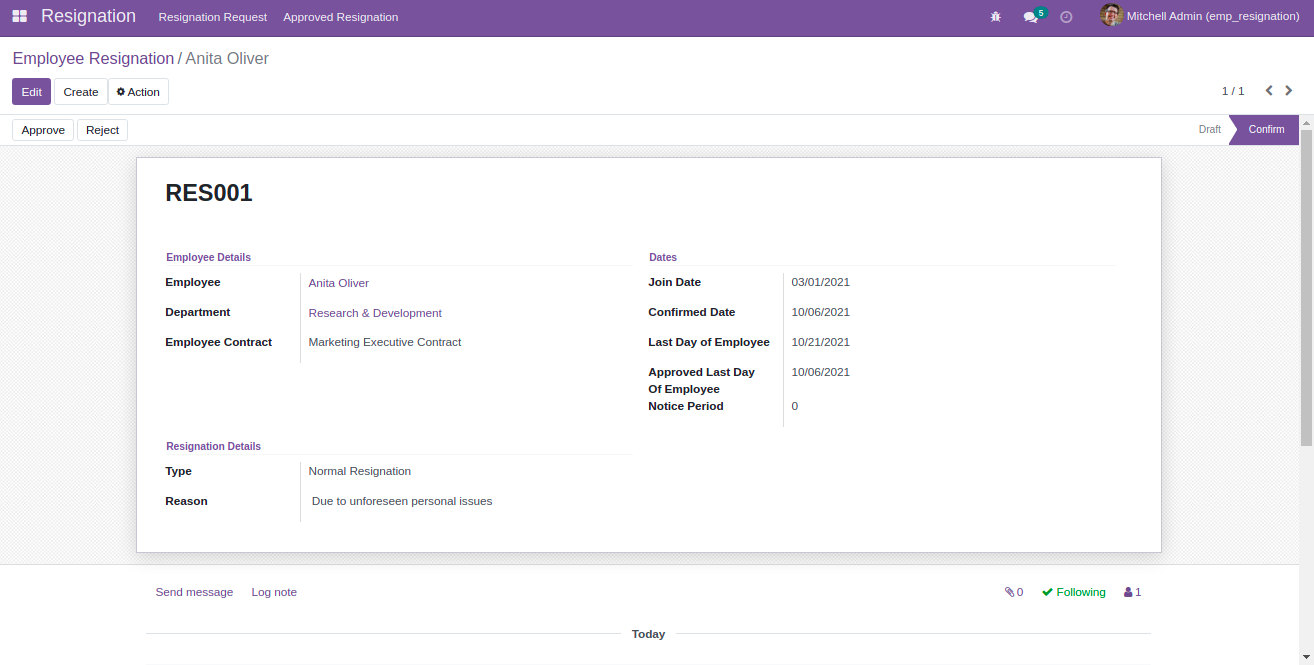 Resignation Resignation Request Approved Resignation 5 Mitchell Admin (emp_resignation)
Employee Resignation / Anita Oliver
Edit Create Action 1 / 1
Approve Reject Draft Confirm
RES001
Employee Details
Employee Anita Oliver
Department Research & Development
Employee Contract Marketing Executive Contract
Dates
Join Date 03/01/2021
Confirmed Date 10/06/2021
Last Day of Employee 10/21/2021
Approved Last Day 10/06/2021
Of Employee
Notice Period 0
Resignation Details
Type Normal Resignation
Reason Due to unforeseen personal issues
Send message Log note 0 Following 1
Today